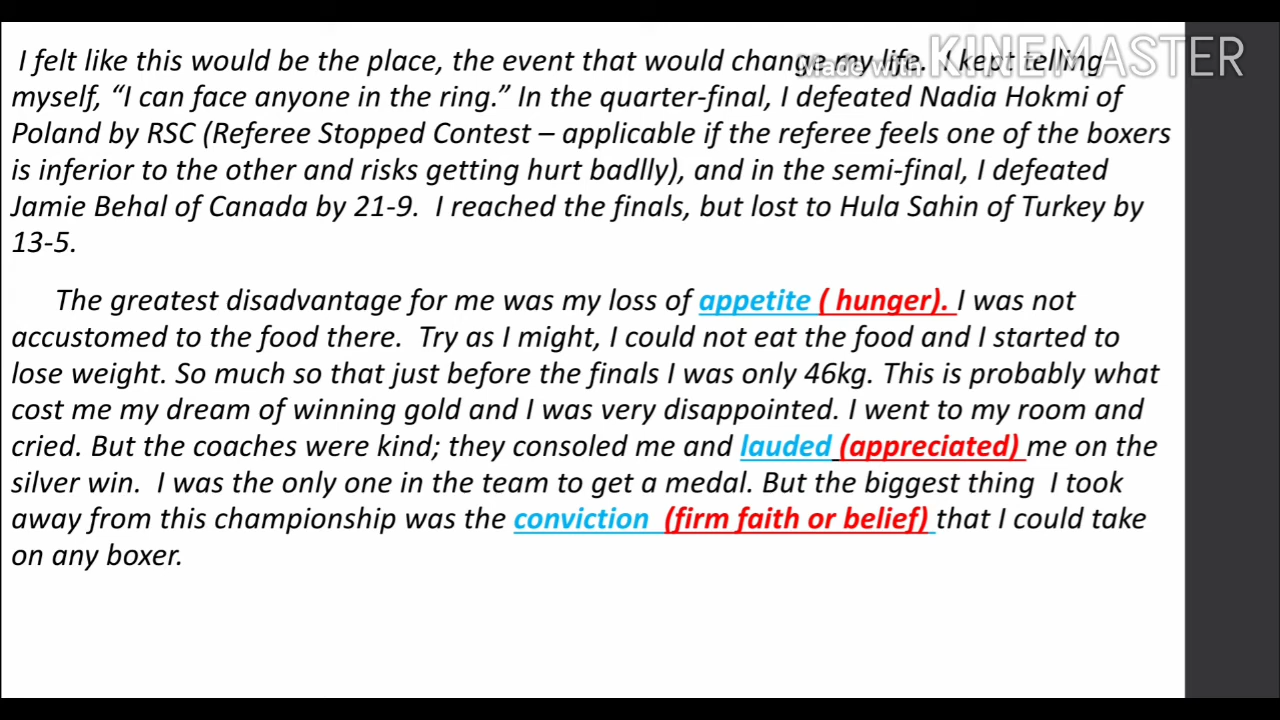 I felt like this would be the place, the event that would change my life. I kept telling
Made with KINEMASTER
myself, “I can face anyone in the ring.” In the quarter-final, I defeated Nadia Hokmi of
Poland by RSC (Referee Stopped Contest – applicable if the referee feels one of the boxers
is inferior to the other and risks getting hurt badlly), and in the semi-final, I defeated
Jamie Behal of Canada by 21-9. I reached the finals, but lost to Hula Sahin of Turkey by
13-5.
The greatest disadvantage for me was my loss of appetite ( hunger). I was not
accustomed to the food there. Try as I might, I could not eat the food and I started to
lose weight. So much so that just before the finals I was only 46kg. This is probably what
cost me my dream of winning gold and I was very disappointed. I went to my room and
cried. But the coaches were kind; they consoled me and lauded (appreciated) me on the
silver win. I was the only one in the team to get a medal. But the biggest thing I took
away from this championship was the conviction (firm faith or belief) that I could take
on any boxer.